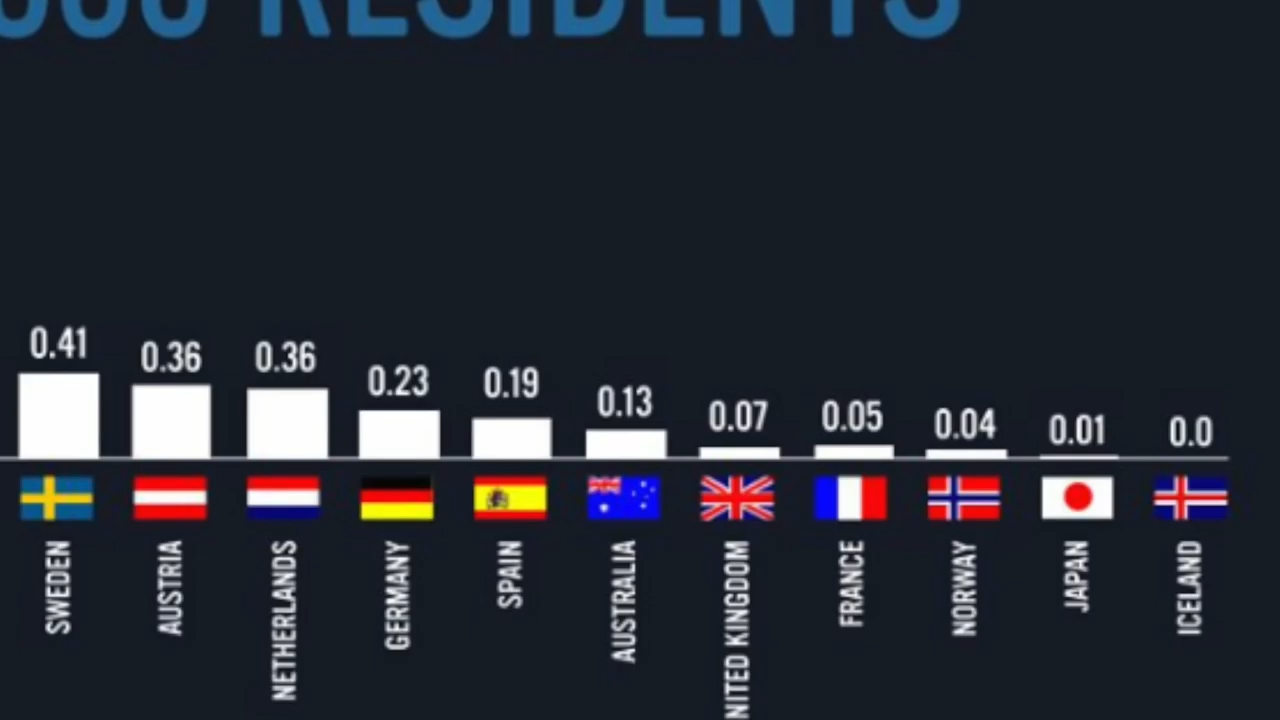 000 RESIDENTS
0.41
0.36
0.36
0.23
0.19
0.13
0.07
0.05
0.04
0.01
0.0
SWEDEN
AUSTRIA
NETHERLANDS
GERMANY
SPAIN
AUSTRALIA
NITED KINGDOM
FRANCE
NORWAY
JAPAN
ICELAND